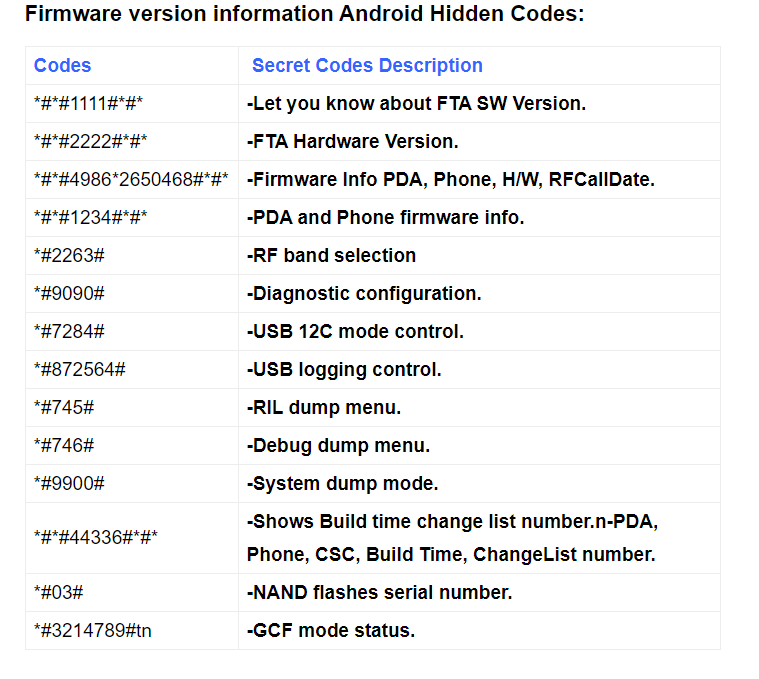 Firmware version information Android Hidden Codes:
Codes Secret Codes Description
*#*#1111#*#* -Let you know about FTA SW Version.
*#*#2222#*#* -FTA Hardware Version.
*#*#4986*2650468#*#* -Firmware Info PDA, Phone, H/W, RFCallDate.
*#*#1234#*#* -PDA and Phone firmware info.
*#2263# -RF band selection
*#9090# -Diagnostic configuration.
*#7284# -USB 12C mode control.
*#872564# -USB logging control.
*#745# -RIL dump menu.
*#746# -Debug dump menu.
*#9900# -System dump mode.
*#*#44336#*#* -Shows Build time change list number.n-PDA,
Phone, CSC, Build Time, ChangeList number.
*#03# -NAND flashes serial number.
*#3214789#tn -GCF mode status.